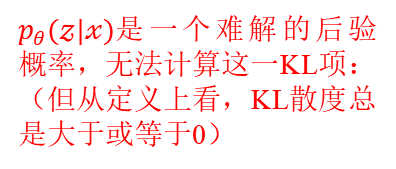 p_θ(z|x)是一个难解的后验
概率，无法计算这一KL项：
（但从定义上看，KL散度总
是大于或等于0）